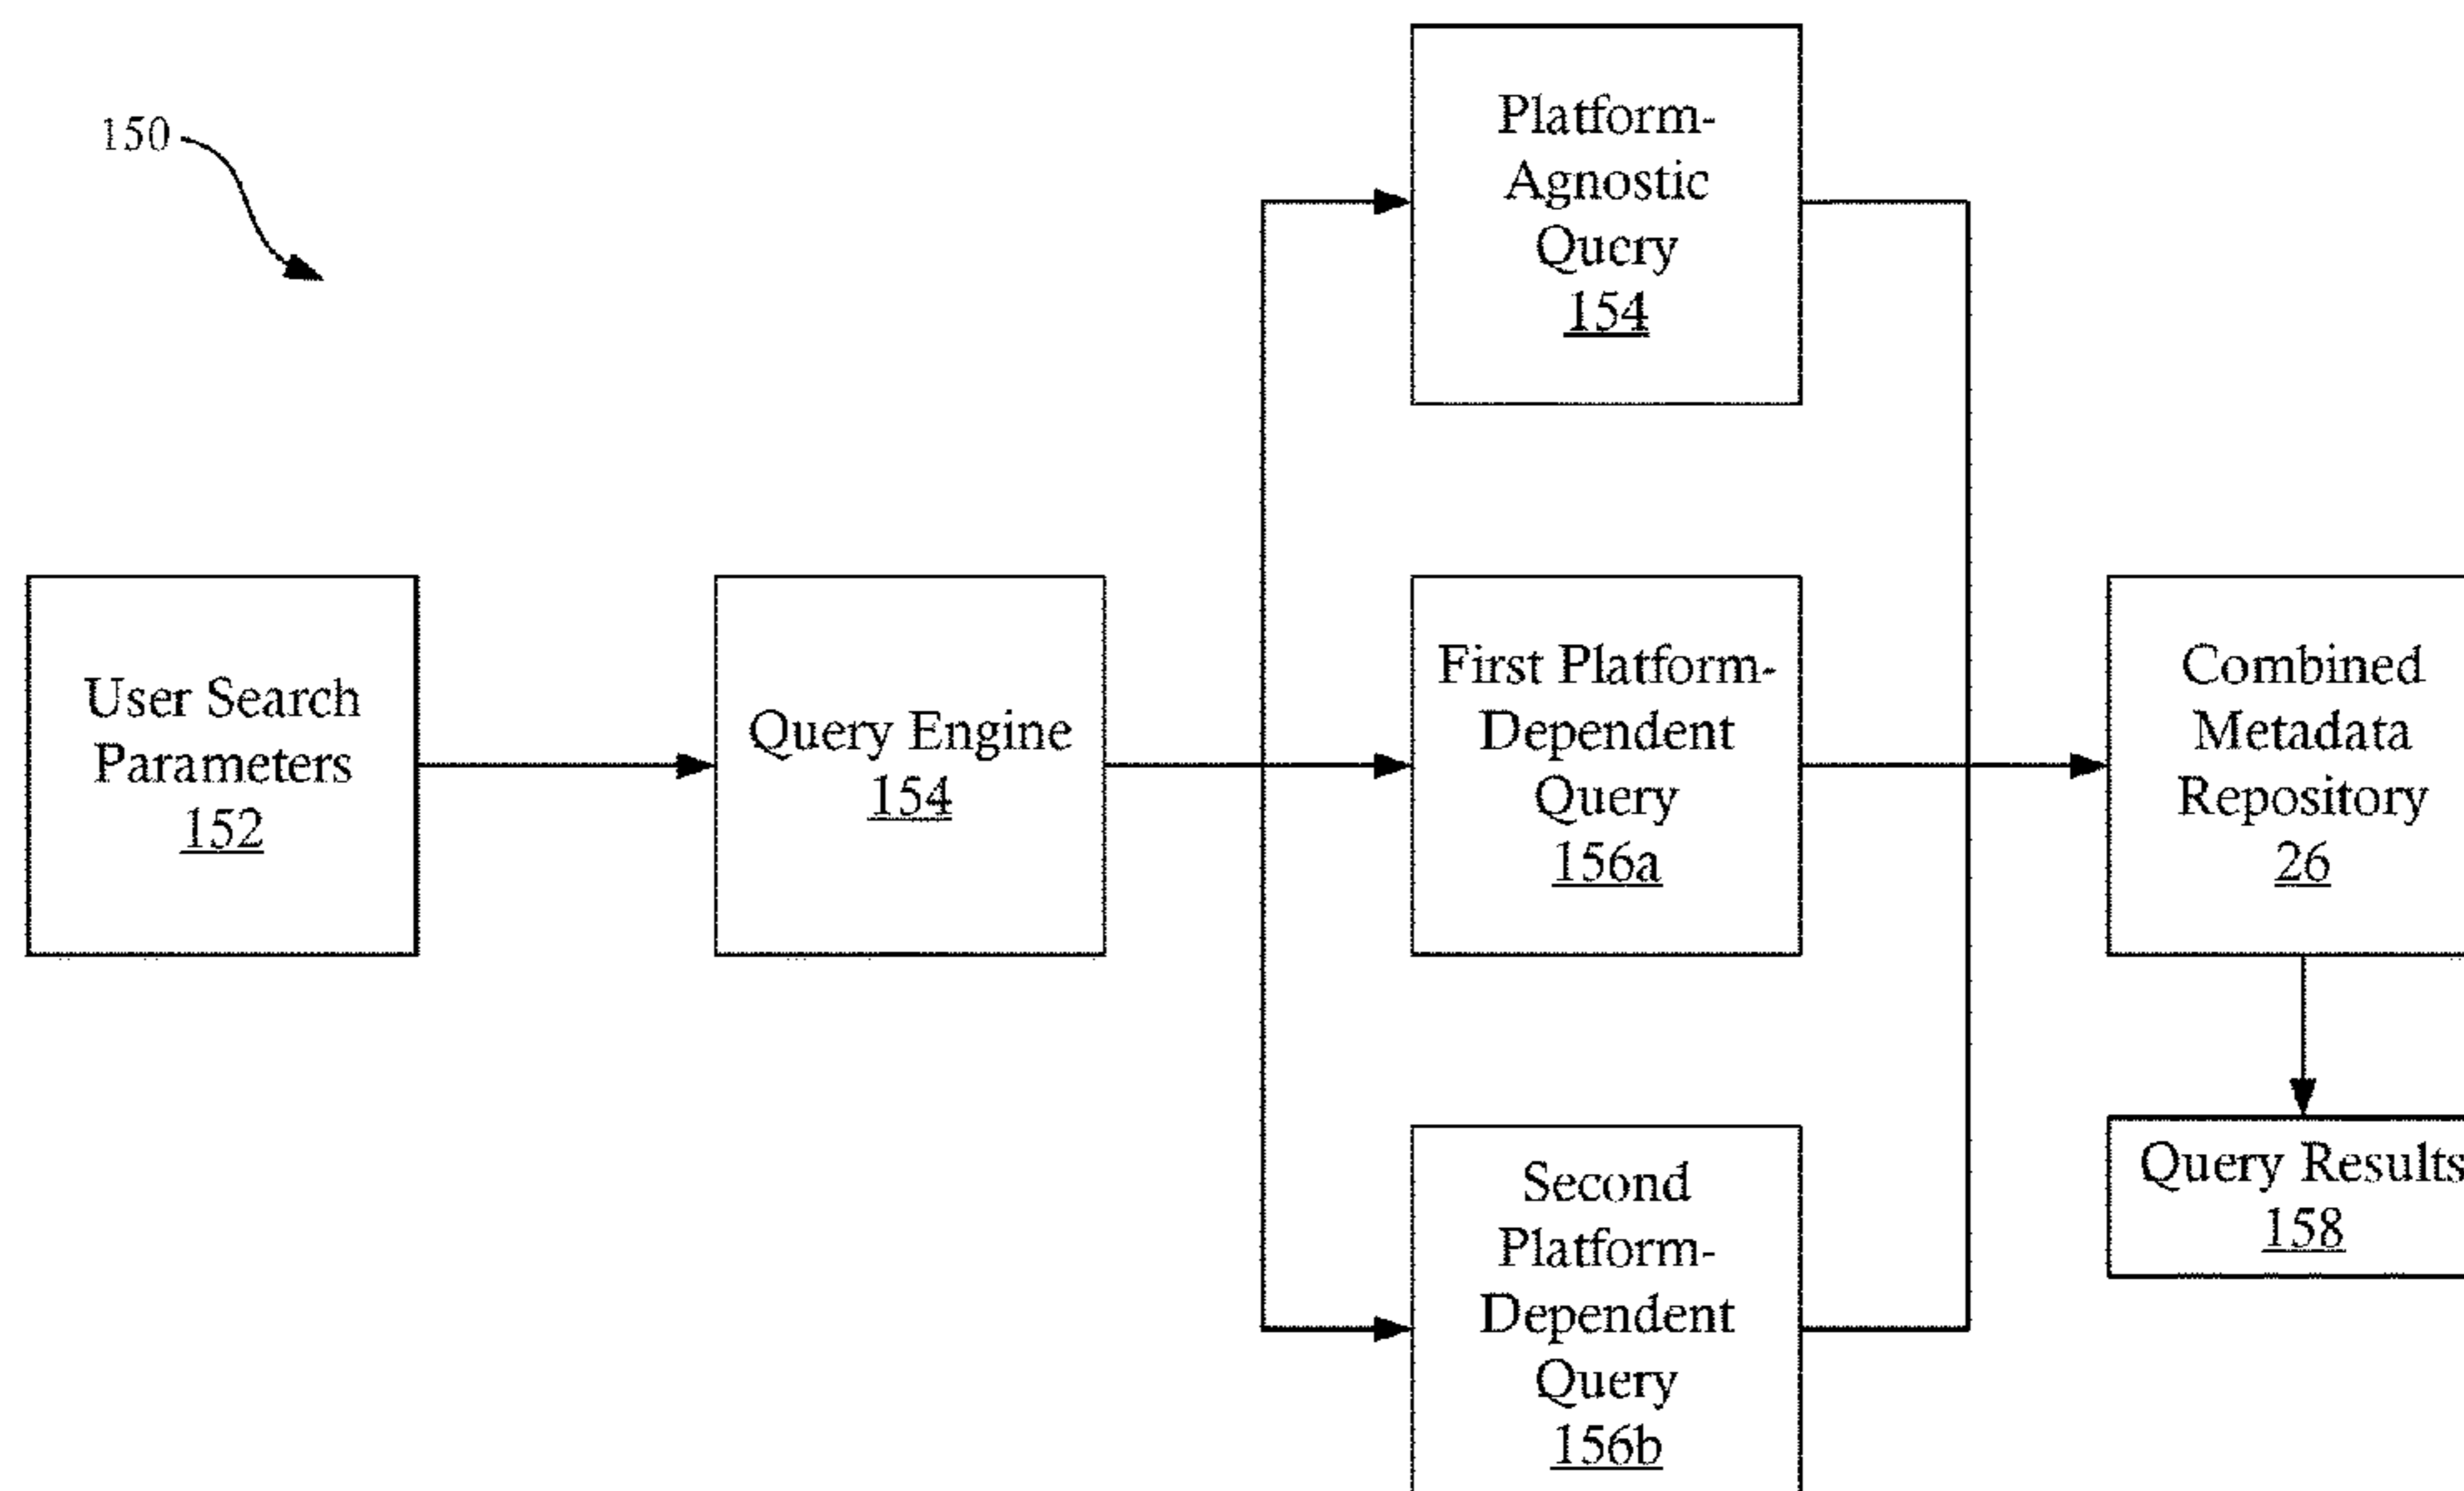 150
Platform-
Agnostic
Query
154
User Search
Parameters
152
Query Engine
154
First Platform-
Dependent
Query
156a
Combined
Metadata
Repository
26
Second
Platform-
Dependent
Query
156b
Query Results
158